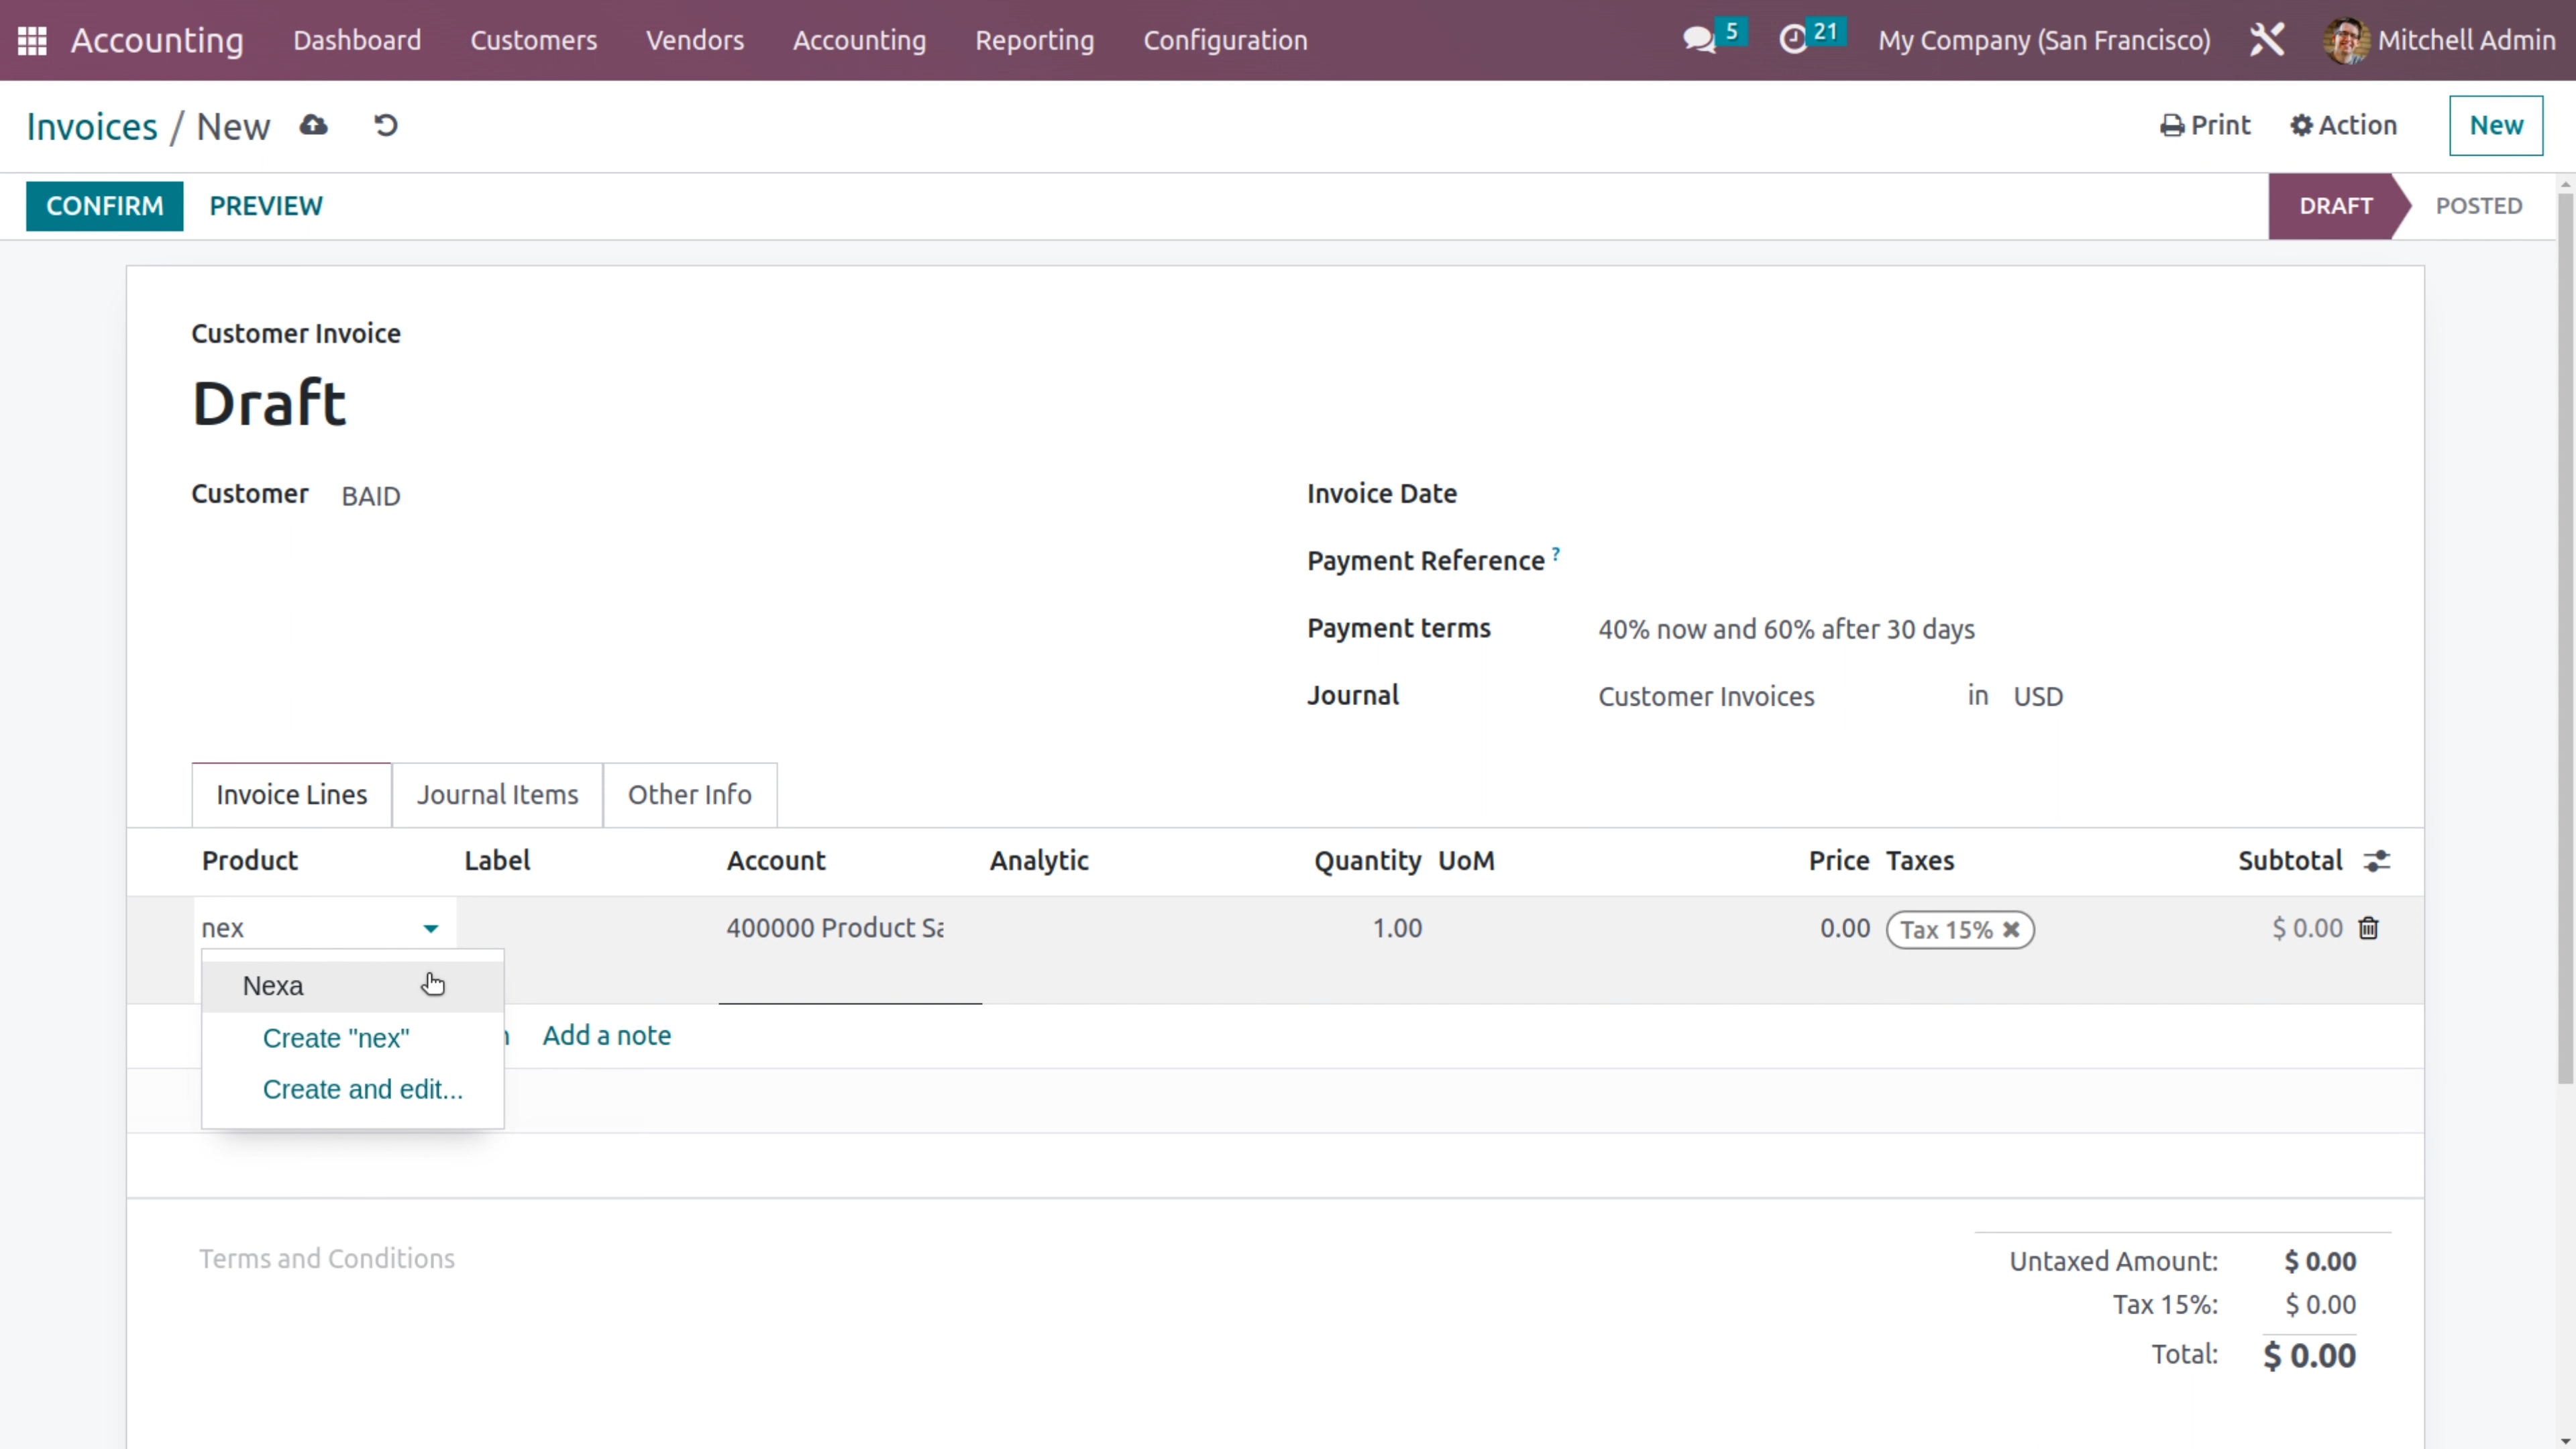 Accounting Dashboard Customers Vendors Accounting Reporting Configuration 5 21 My Company (San Francisco) Mitchell Admin
Invoices / New Print Action New
CONFIRM PREVIEW DRAFT POSTED
Customer Invoice
Draft
Customer BAID Invoice Date
Payment Reference ?
Payment terms 40% now and 60% after 30 days
Journal Customer Invoices in USD
Invoice Lines Journal Items Other Info
Product Label Account Analytic Quantity UoM Price Taxes Subtotal
nex 400000 Product Sa 1.00 0.00 Tax 15% $ 0.00
Nexa
Create "nex" Add a note
Create and edit...
Terms and Conditions Untaxed Amount: $ 0.00
Tax 15%: $ 0.00
Total: $ 0.00